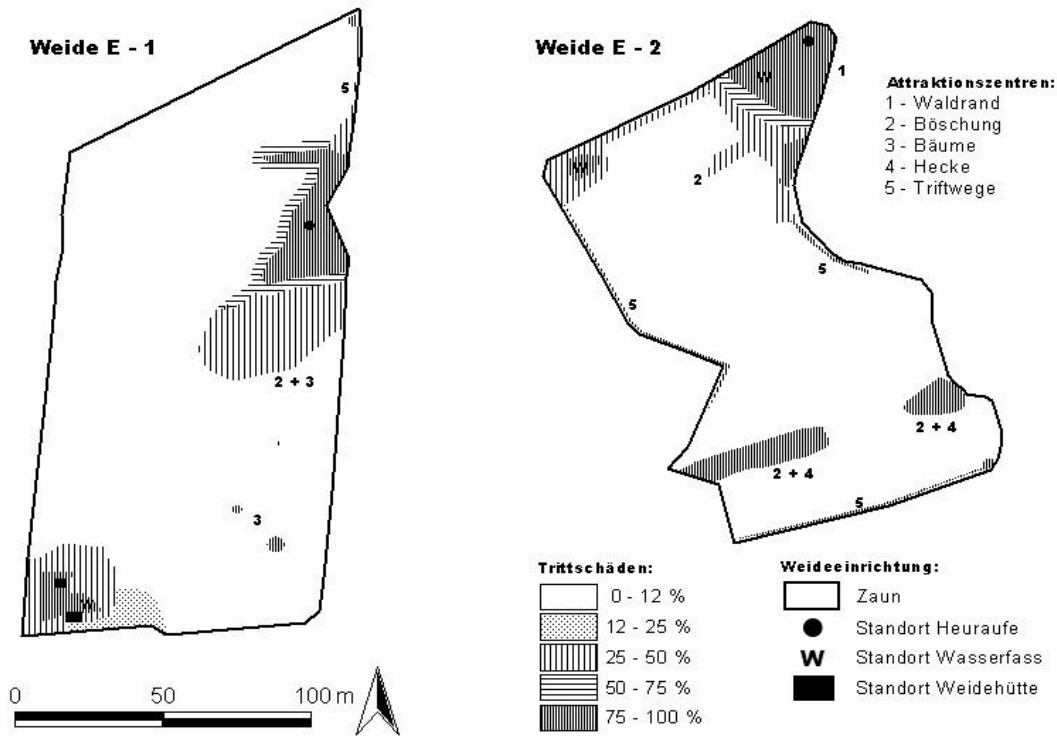 Weide E - 1
5
2 + 3
3
W
0 50 100 m
Weide E - 2
W
1
W
2
5
5
2 + 4
2 + 4
5
Attraktionszentren:
1 - Waldrand
2 - Böschung
3 - Bäume
4 - Hecke
5 - Triftwege
Trittschäden:
0 - 12 %
12 - 25 %
25 - 50 %
50 - 75 %
75 - 100 %
Weideeinrichtung:
Zaun
Standort Heuraufe
W Standort Wasserfass
Standort Weidehütte